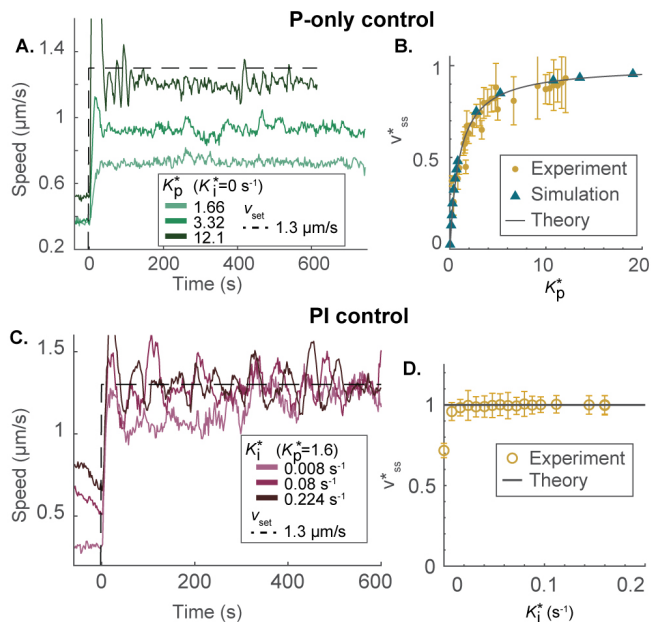 P-only control
A.
Speed (μm/s)
1.4
1
0.6
0.2
K*p (K*i=0 s-1)
1.66
3.32
12.1
vset
1.3 μm/s
0
200
400
600
Time (s)
B.
v*ss
1
0.5
0
Experiment
Simulation
Theory
0
10
20
K*p
PI control
C.
Speed (μm/s)
1.5
1
0.5
K*i (K*p=1.6)
0.008 s-1
0.08 s-1
0.224 s-1
vset
1.3 μm/s
0
200
400
600
Time (s)
D.
v*ss
1
0.5
0
Experiment
Theory
0
0.1
0.2
K*i (s-1)